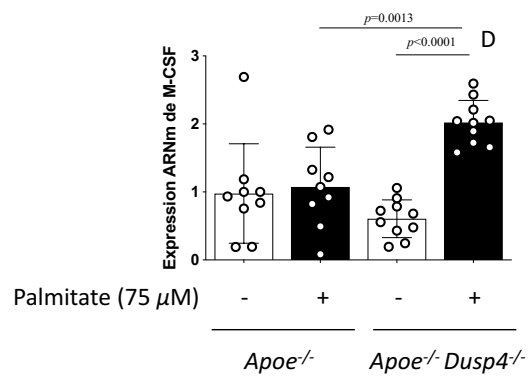 p=0.0013
p<0.0001
D
Expression ARNm de M-CSF
3
2
1
0
Palmitate (75 µM) - + - +
Apoe-/- Apoe-/- Dusp4-/-